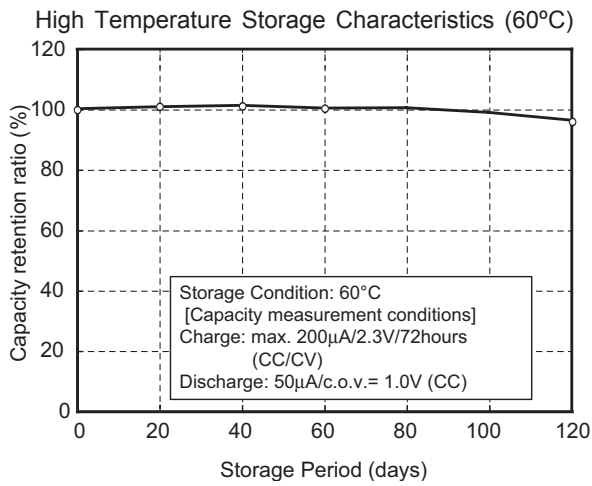 High Temperature Storage Characteristics (60ºC)
Capacity retention ratio (%)
120
100
80
60
40
20
0
Storage Condition: 60°C
[Capacity measurement conditions]
Charge: max. 200µA/2.3V/72hours
(CC/CV)
Discharge: 50µA/c.o.v.= 1.0V (CC)
0 20 40 60 80 100 120
Storage Period (days)